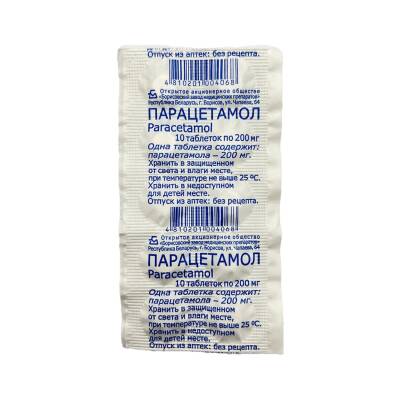 Отпуск из аптек: без рецепта.
4810201004068
Открытое акционерное общество
«Борисовский завод медицинских препаратов»
Республика Беларусь, г. Борисов, ул. Чапаева, 64
ПАРАЦЕТАМОЛ
Paracetamol
10 таблеток по 200 мг
Одна таблетка содержит:
парацетамола – 200 мг.
Хранить в защищенном
от света и влаги месте,
при температуре не выше 25 ºС.
Хранить в недоступном
для детей месте.
Отпуск из аптек: без рецепта.
4810201004068
Открытое акционерное общество
«Борисовский завод медицинских препаратов»
Республика Беларусь, г. Борисов, ул. Чапаева, 64
ПАРАЦЕТАМОЛ
Paracetamol
10 таблеток по 200 мг
Одна таблетка содержит:
парацетамола – 200 мг.
Хранить в защищенном
от света и влаги месте,
при температуре не выше 25 ºС.
Хранить в недоступном
для детей месте.
Отпуск из аптек: без рецепта.